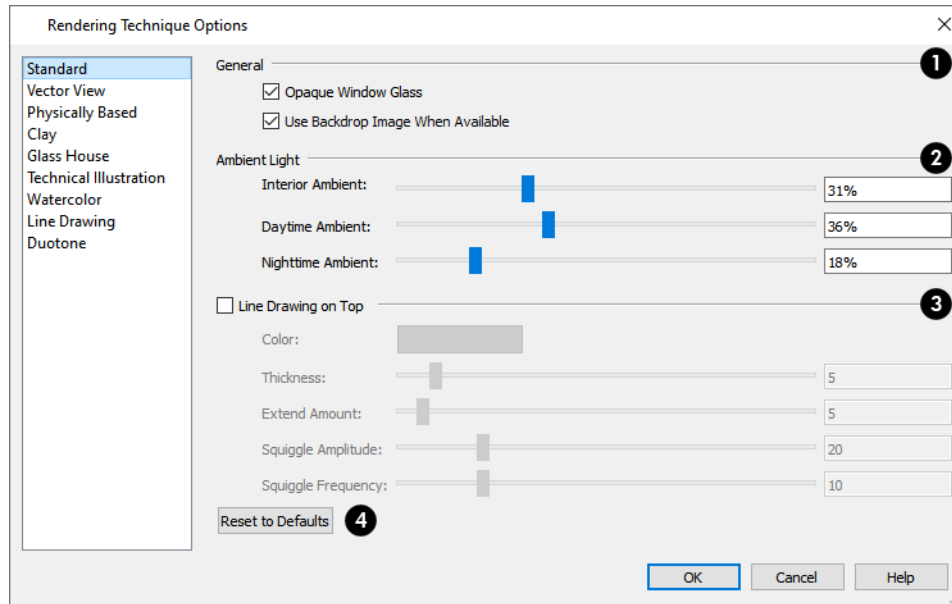 Rendering Technique Options
Standard
Vector View
Physically Based
Clay
Glass House
Technical Illustration
Watercolor
Line Drawing
Duotone
General 1
Opaque Window Glass
Use Backdrop Image When Available
Ambient Light 2
Interior Ambient: 31%
Daytime Ambient: 36%
Nighttime Ambient: 18%
Line Drawing on Top 3
Color:
Thickness: 5
Extend Amount: 5
Squiggle Amplitude: 20
Squiggle Frequency: 10
Reset to Defaults 4
OK Cancel Help